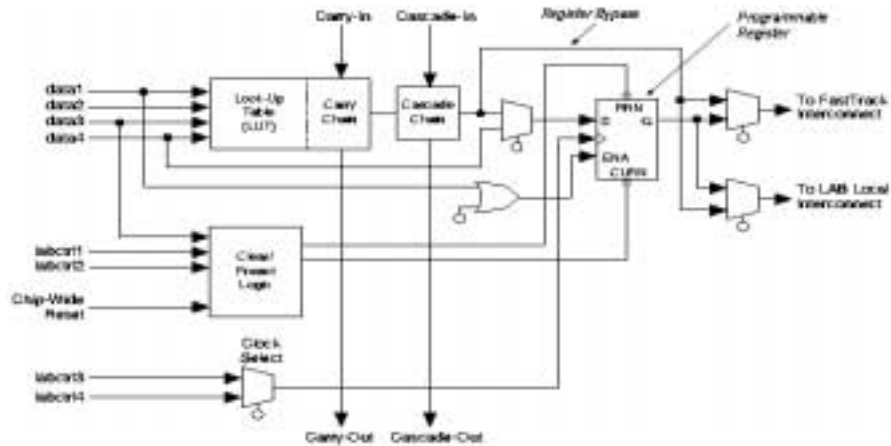 Carry-In
Cascade-In
Register Bypass
Programmable
Register
data1
data2
data3
data4
Look-Up
Table
(LUT)
Carry
Chain
Cascade
Chain
PRN
D
Q
ENA
CLRN
To FastTrack
Interconnect
To LAB Local
Interconnect
labctrl1
labctrl2
Clear/
Preset
Logic
Chip-Wide
Reset
Clock
Select
labctrl3
labctrl4
Carry-Out
Cascade-Out